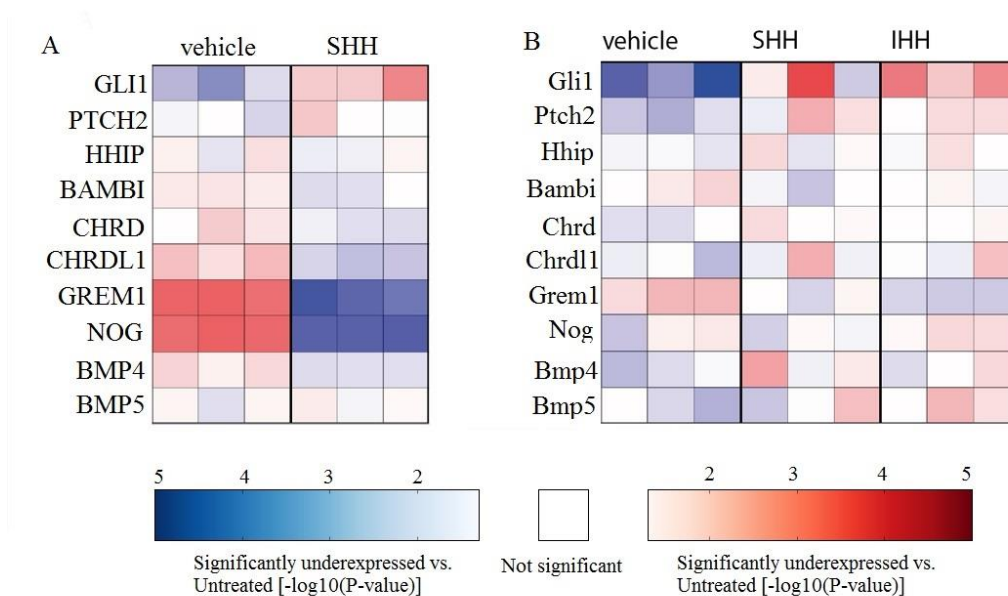 A
vehicle SHH
GLI1
PTCH2
HHIP
BAMBI
CHRD
CHRDL1
GREM1
NOG
BMP4
BMP5
B
vehicle SHH IHH
Gli1
Ptch2
Hhip
Bambi
Chrd
Chrdl1
Grem1
Nog
Bmp4
Bmp5
5 4 3 2
Significantly underexpressed vs.
Untreated [-log10(P-value)]
Not significant
2 3 4 5
Significantly underexpressed vs.
Untreated [-log10(P-value)]